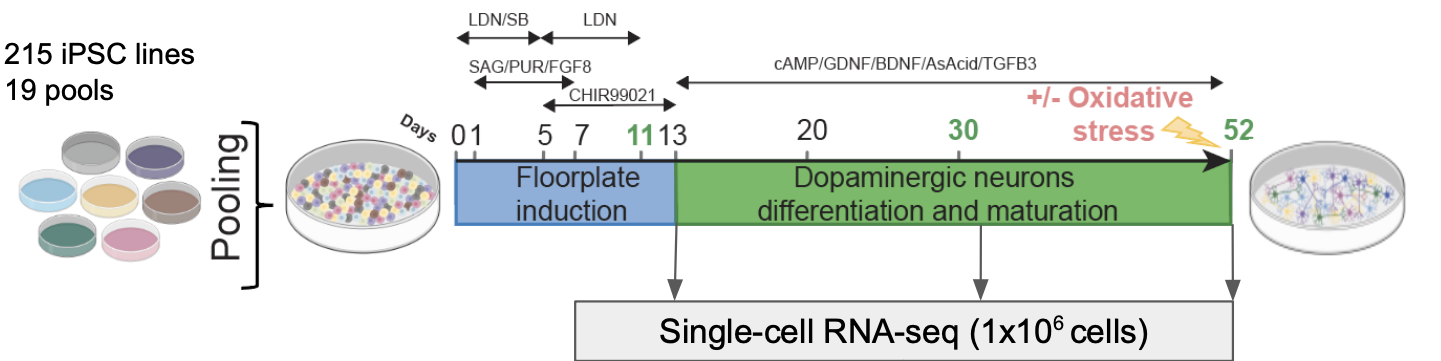 215 iPSC lines
19 pools
Pooling
LDN/SB
LDN
SAG/PUR/FGF8
CHIR99021
cAMP/GDNF/BDNF/AsAcid/TGFB3
+/- Oxidative
stress
Days
0 1 5 7 11 13 20 30 52
Floorplate
induction
Dopaminergic neurons
differentiation and maturation
Single-cell RNA-seq (1x10⁶ cells)